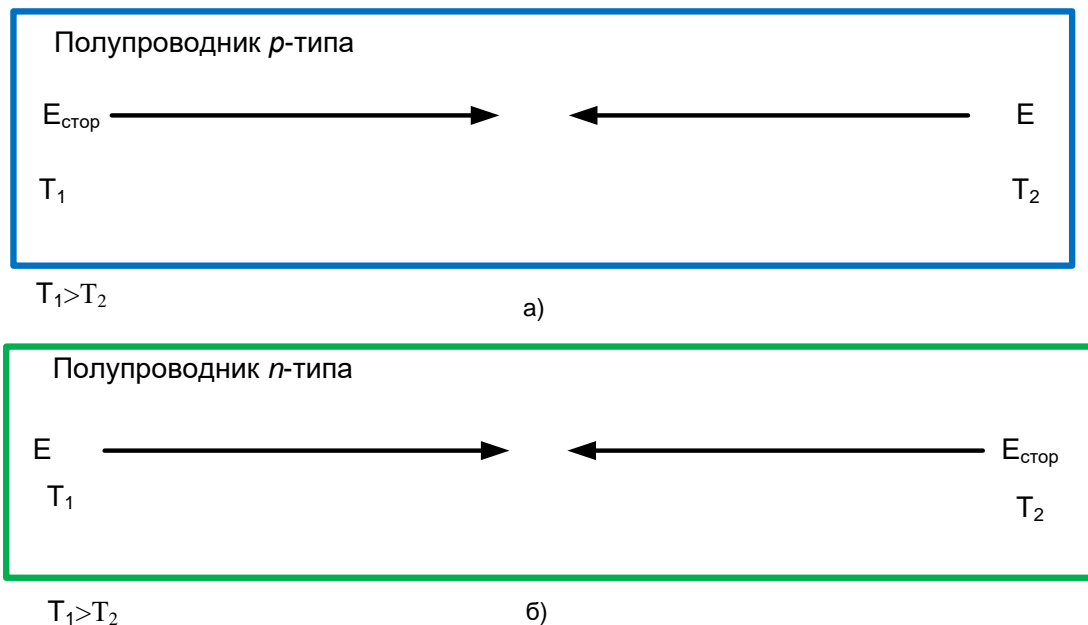 Полупроводник p-типа
Eстор E
T1 T2
T1>T2
а)
Полупроводник n-типа
E Eстор
T1 T2
T1>T2 б)